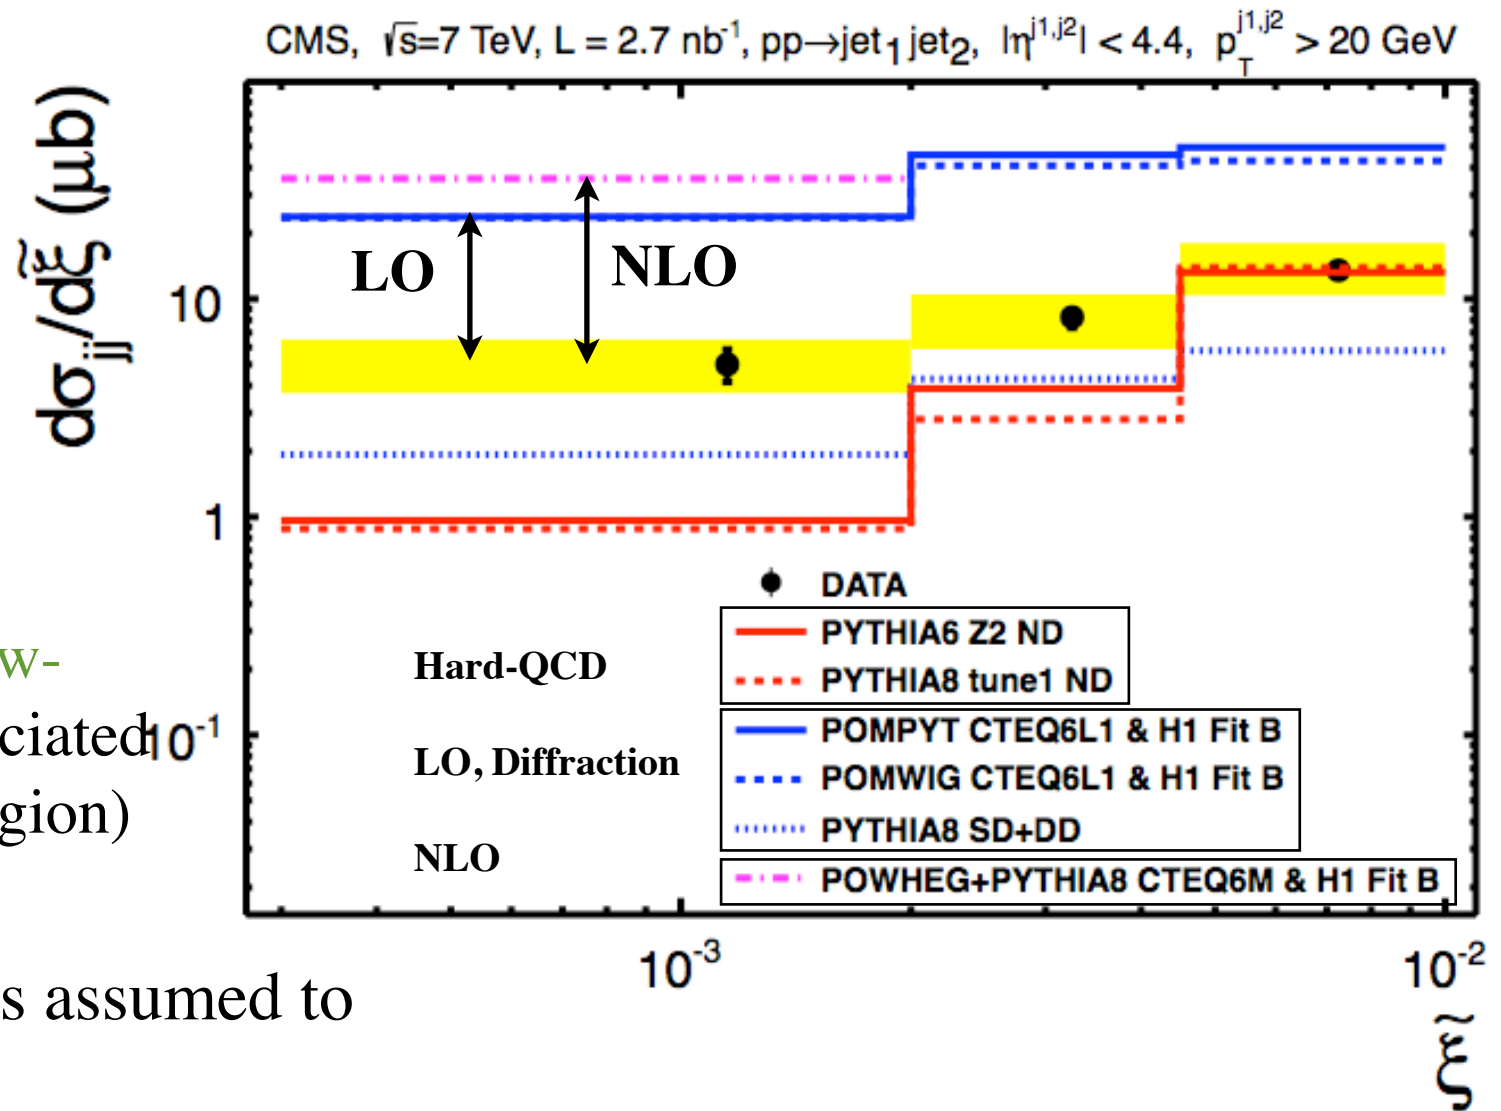 CMS, √s=7 TeV, L = 2.7 nb⁻¹, pp→jet₁jet₂, |η^{j1,j2}| < 4.4, p_T^{j1,j2} > 20 GeV
dσ_jj/dξ̃ (μb)
LO
NLO
10
1
10⁻¹
DATA
PYTHIA6 Z2 ND
Hard-QCD
PYTHIA8 tune1 ND
w-
ciated
POMPYT CTEQ6L1 & H1 Fit B
LO, Diffraction
POMWIG CTEQ6L1 & H1 Fit B
gion)
PYTHIA8 SD+DD
NLO
POWHEG+PYTHIA8 CTEQ6M & H1 Fit B
10⁻³
10⁻²
s assumed to
ξ̃